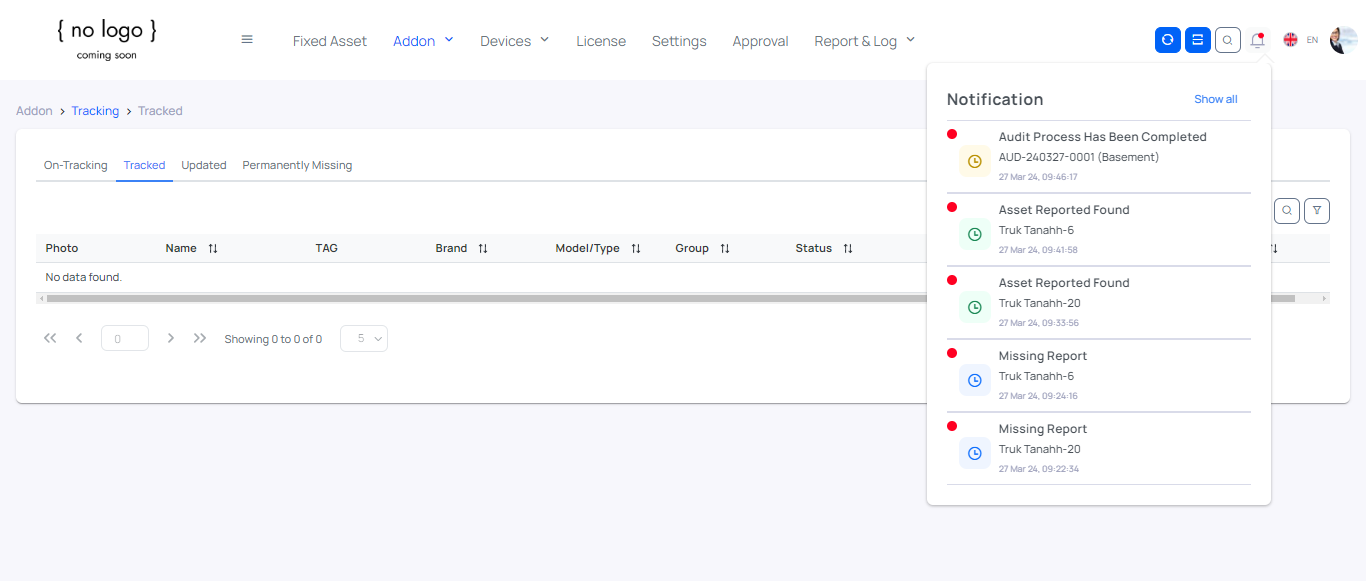 { no logo }
coming soon
Fixed Asset Addon Devices License Settings Approval Report & Log EN
Addon > Tracking > Tracked
On-Tracking Tracked Updated Permanently Missing
Photo Name TAG Brand Model/Type Group Status
No data found.
0 Showing 0 to 0 of 0 5
Notification Show all
Audit Process Has Been Completed
AUD-240327-0001 (Basement)
27 Mar 24, 09:46:17
Asset Reported Found
Truk Tanahh-6
27 Mar 24, 09:41:58
Asset Reported Found
Truk Tanahh-20
27 Mar 24, 09:33:56
Missing Report
Truk Tanahh-6
27 Mar 24, 09:24:16
Missing Report
Truk Tanahh-20
27 Mar 24, 09:22:34